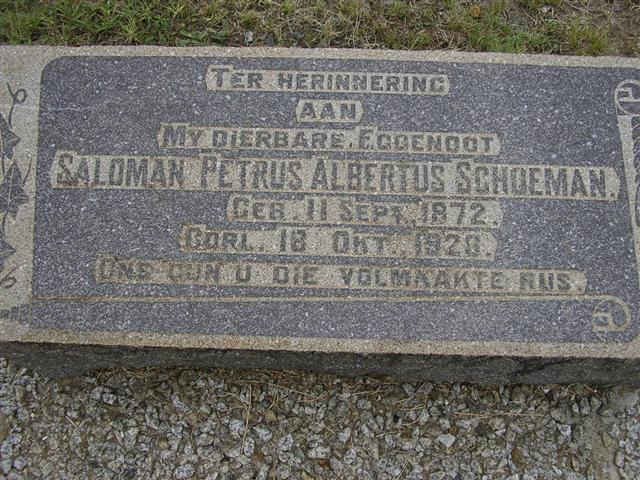 TER HERINNERING
AAN
MY DIERBARE, EGGENOOT
SALOMAN PETRUS ALBERTUS SCHOEMAN.
GEB. 11 SEPT. 1872.
OORL. 18 OKT. 1928.
ONS GUN U DIE VOLMAAKTE RUS.